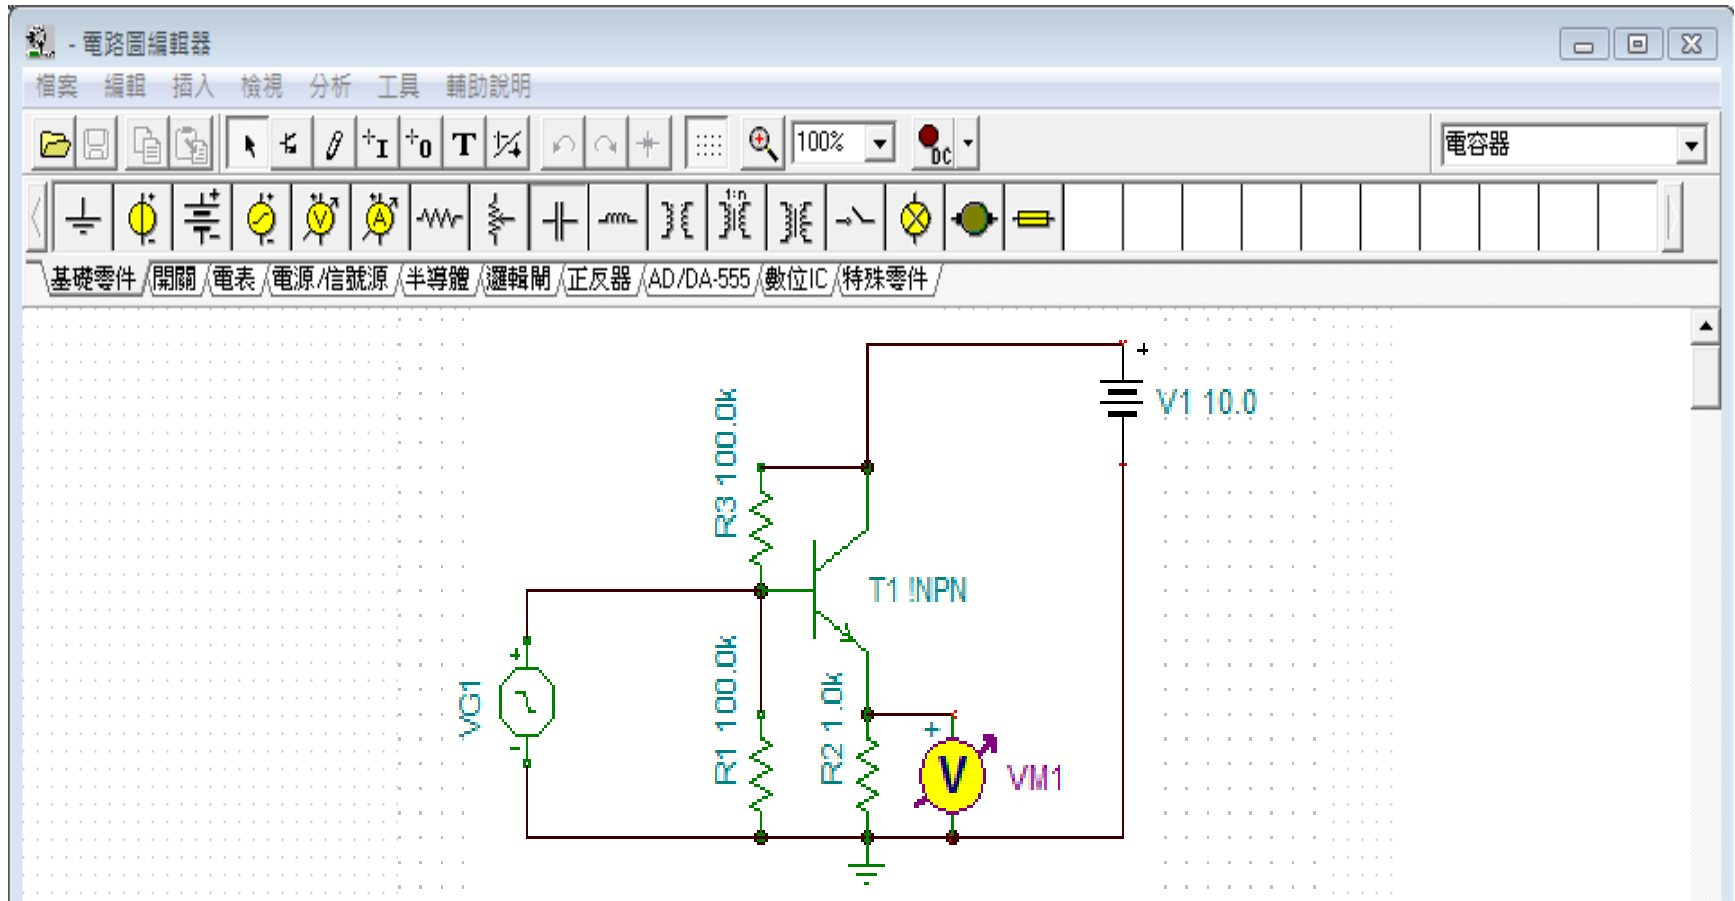 - 電路圖編輯器
檔案 編輯 插入 檢視 分析 工具 輔助說明
I 0 T 100% DC 電容器
1:n
V A
基礎零件 開關 電表 電源/信號源 半導體 邏輯閘 正反器 AD/DA-555 數位IC 特殊零件
+
V1 10.0
R3 100.0k
T1 !NPN
+
VG1
-
R1 100.0k
R2 1.0k
+
V
VM1